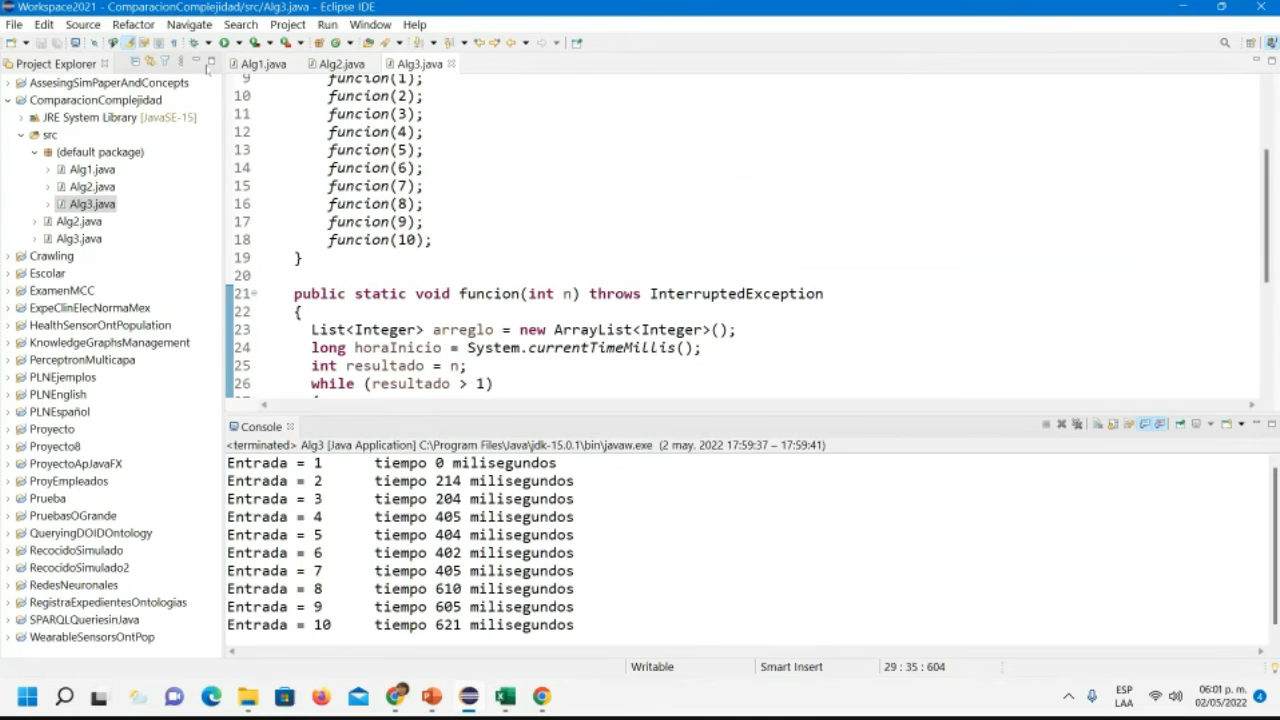 Workspace2021 - ComparacionComplejidad/src/Alg3.java - Eclipse IDE
File Edit Source Refactor Navigate Search Project Run Window Help
Project Explorer
AssesingSimPaperAndConcepts
ComparacionComplejidad
JRE System Library [JavaSE-15]
src
(default package)
Alg1.java
Alg2.java
Alg3.java
Alg2.java
Alg3.java
Crawling
Escolar
ExamenMCC
ExpeClinElecNormaMex
HealthSensorOntPopulation
KnowledgeGraphsManagement
PerceptronMulticapa
PLNEjemplos
PLNEnglish
PLNEspañol
Proyecto
Proyecto8
ProyectoApJavaFX
ProyEmpleados
Prueba
PruebasOGrande
QueryingDOIDOntology
RecocidoSimulado
RecocidoSimulado2
RedesNeuronales
RegistraExpedientesOntologias
SPARQLQueriesinJava
WearableSensorsOntPop
Alg1.java Alg2.java Alg3.java
9 funcion(1);
10 funcion(2);
11 funcion(3);
12 funcion(4);
13 funcion(5);
14 funcion(6);
15 funcion(7);
16 funcion(8);
17 funcion(9);
18 funcion(10);
19 }
20
21 public static void funcion(int n) throws InterruptedException
22 {
23 List<Integer> arreglo = new ArrayList<Integer>();
24 long horaInicio = System.currentTimeMillis();
25 int resultado = n;
26 while (resultado > 1)
Console
<terminated> Alg3 [Java Application] C:\Program Files\Java\jdk-15.0.1\bin\javaw.exe (2 may. 2022 17:59:37 – 17:59:41)
Entrada = 1 tiempo 0 milisegundos
Entrada = 2 tiempo 214 milisegundos
Entrada = 3 tiempo 204 milisegundos
Entrada = 4 tiempo 405 milisegundos
Entrada = 5 tiempo 404 milisegundos
Entrada = 6 tiempo 402 milisegundos
Entrada = 7 tiempo 405 milisegundos
Entrada = 8 tiempo 610 milisegundos
Entrada = 9 tiempo 605 milisegundos
Entrada = 10 tiempo 621 milisegundos
Writable Smart Insert 29 : 35 : 604
ESP
LAA
06:01 p. m.
02/05/2022
4